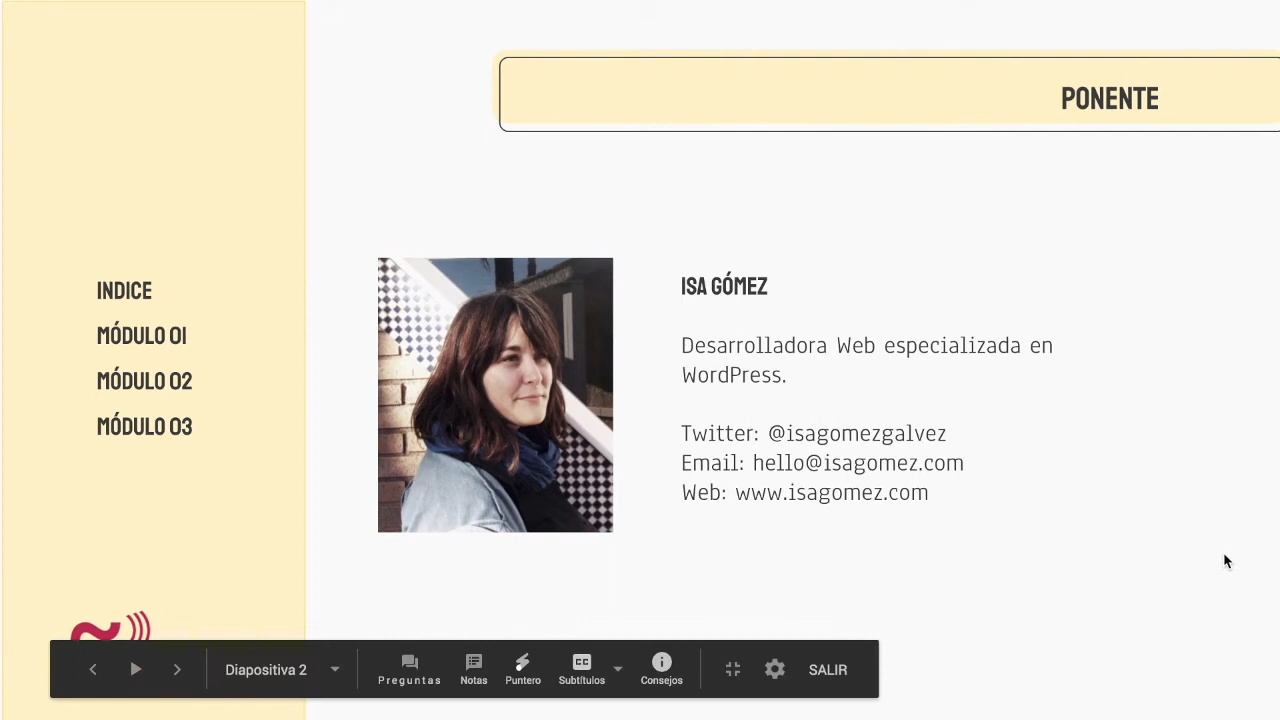 PONENTE
INDICE
MÓDULO 01
MÓDULO 02
MÓDULO 03
ISA GÓMEZ
Desarrolladora Web especializada en
WordPress.
Twitter: @isagomezgalvez
Email: hello@isagomez.com
Web: www.isagomez.com
Diapositiva 2
Preguntas
Notas
Puntero
CC
Subtítulos
Consejos
SALIR